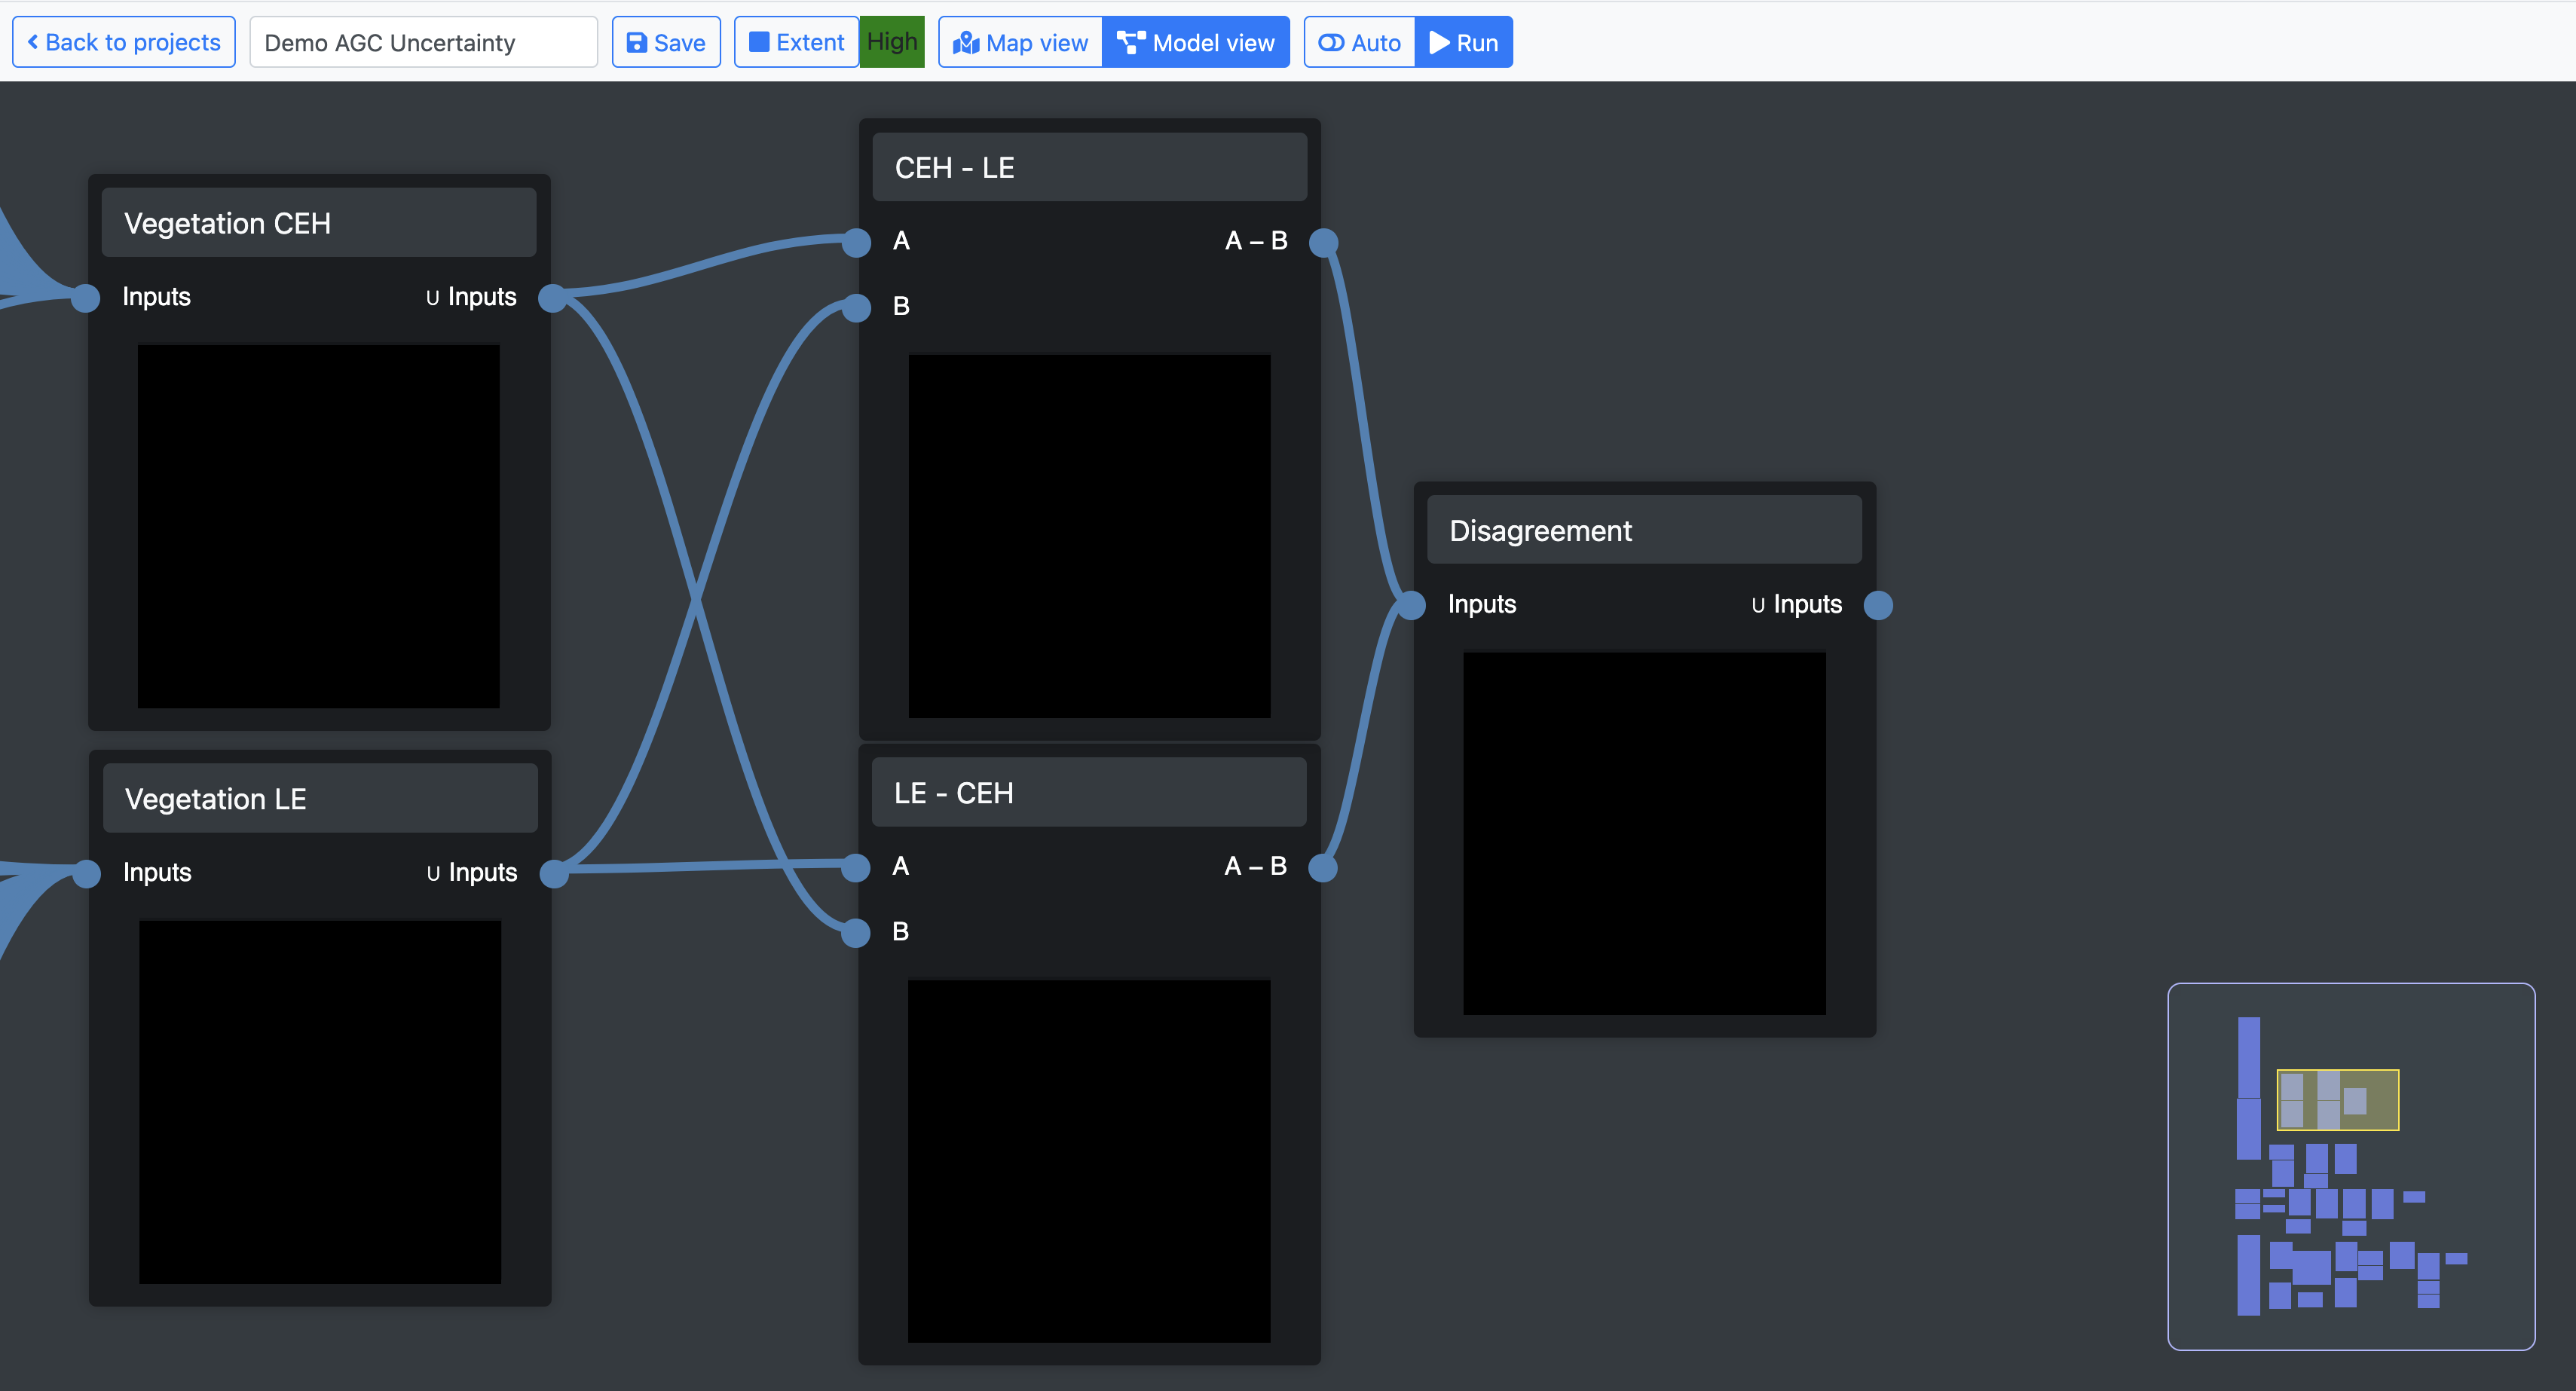 Back to projects
Demo AGC Uncertainty
Save
Extent
High
Map view
Model view
Auto
Run
Vegetation CEH
Inputs
∪ Inputs
Vegetation LE
Inputs
∪ Inputs
CEH - LE
A
A – B
B
LE - CEH
A
A – B
B
Disagreement
Inputs
∪ Inputs